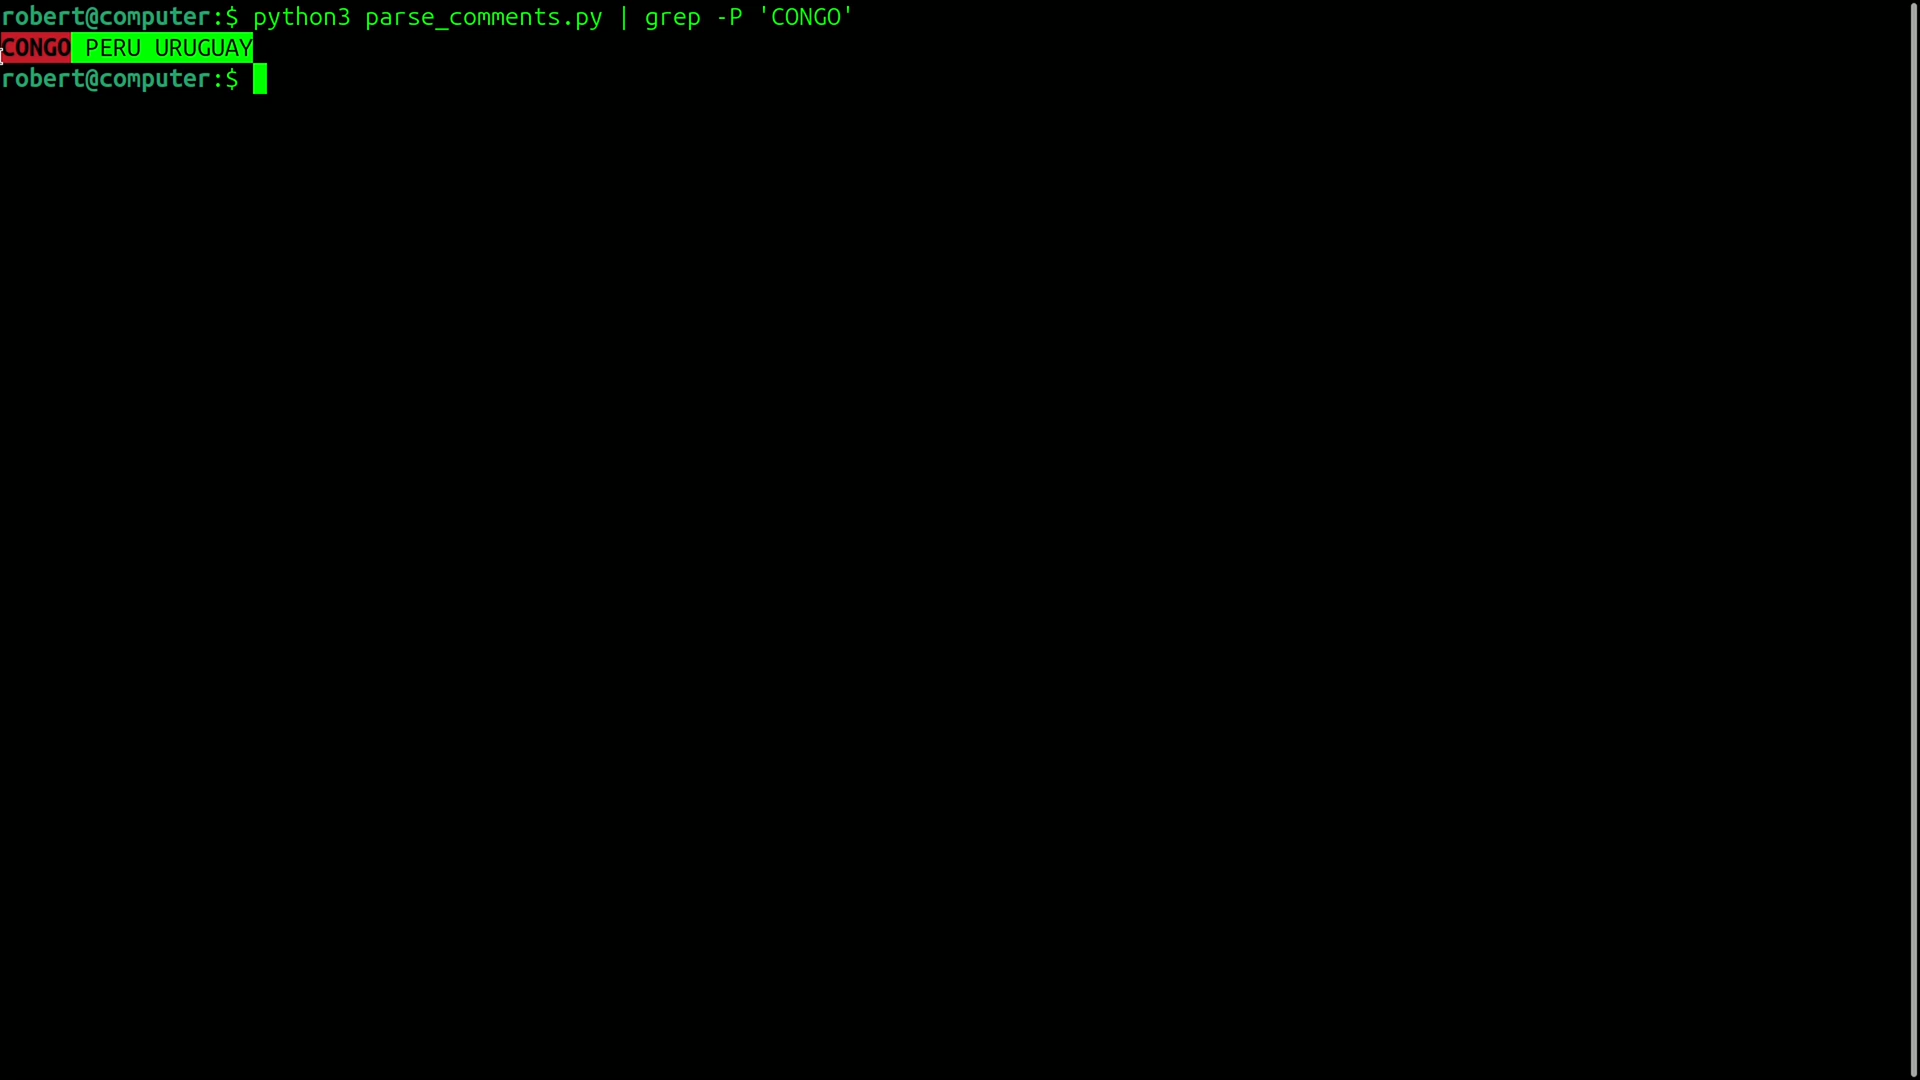 robert@computer:$ python3 parse_comments.py | grep -P 'CONGO'
CONGO PERU URUGUAY
robert@computer:$